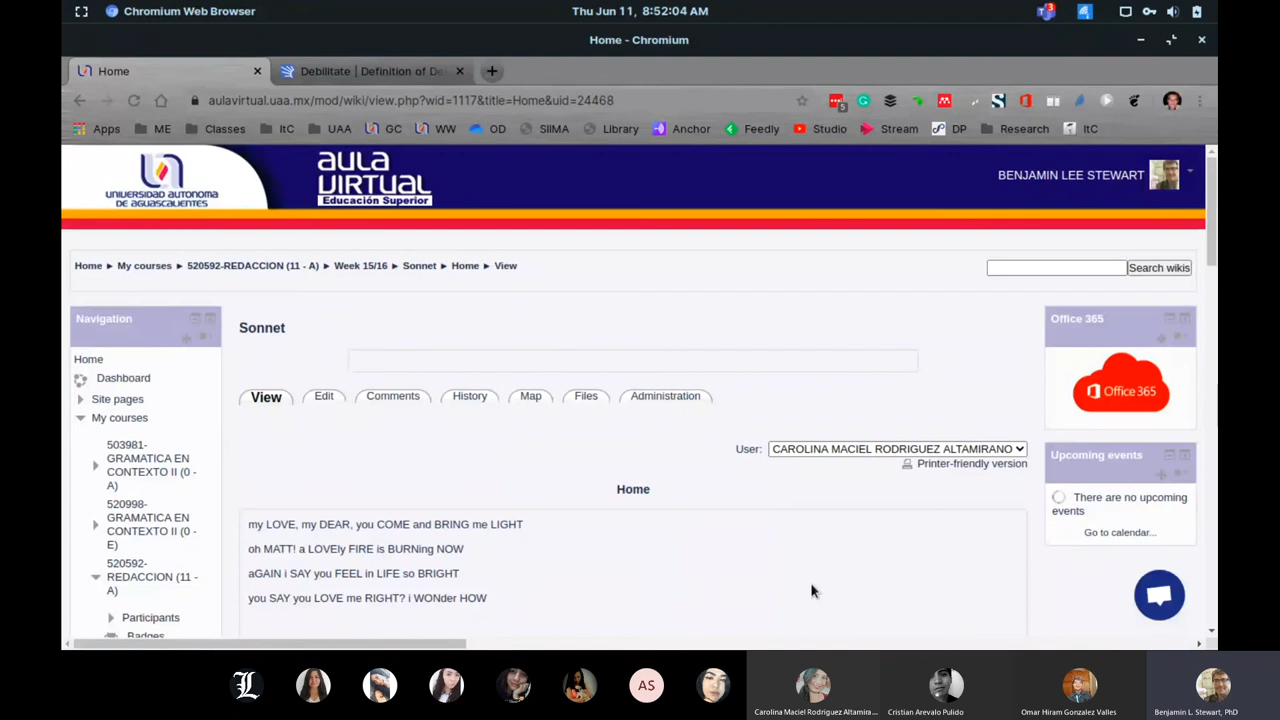 Chromium Web Browser
Thu Jun 11, 8:52:04 AM
3
Home - Chromium
Home
Debilitate | Definition of De
aulavirtual.uaa.mx/mod/wiki/view.php?wid=1117&title=Home&uid=24468
5
Apps ME Classes ItC UAA GC WW OD SIIMA Library Anchor Feedly Studio Stream DP Research ItC
UNIVERSIDAD AUTONOMA
DE AGUASCALIENTES
AULA
VIRTUAL
Educación Superior
BENJAMIN LEE STEWART
Home ► My courses ► 520592-REDACCION (11 - A) ► Week 15/16 ► Sonnet ► Home ► View
Search wikis
Navigation
Home
Dashboard
Site pages
My courses
503981-
GRAMATICA EN
CONTEXTO II (0 -
A)
520998-
GRAMATICA EN
CONTEXTO II (0 -
E)
520592-
REDACCION (11 -
A)
Participants
Badges
Sonnet
View Edit Comments History Map Files Administration
User: CAROLINA MACIEL RODRIGUEZ ALTAMIRANO
Printer-friendly version
Home
my LOVE, my DEAR, you COME and BRING me LIGHT
oh MATT! a LOVEly FIRE is BURNing NOW
aGAIN i SAY you FEEL in LIFE so BRIGHT
you SAY you LOVE me RIGHT? i WONder HOW
Office 365
Office 365
Upcoming events
There are no upcoming
events
Go to calendar...
L
AS
Carolina Maciel Rodriguez Altamira...
Cristian Arevalo Pulido
Omar Hiram Gonzalez Valles
Benjamin L. Stewart, PhD